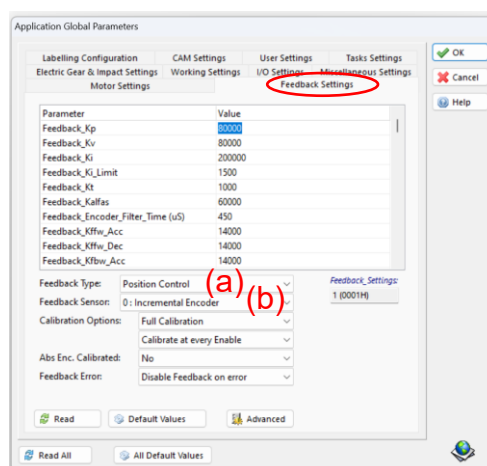 Application Global Parameters
Labelling Configuration CAM Settings User Settings Tasks Settings
Electric Gear & Impact Settings Working Settings I/O Settings Miscellaneous Settings
Motor Settings Feedback Settings
OK
Cancel
Help
Parameter Value
Feedback_Kp 80000
Feedback_Kv 80000
Feedback_Ki 200000
Feedback_Ki_Limit 1500
Feedback_Kt 1000
Feedback_Kalfas 60000
Feedback_Encoder_Filter_Time (uS) 450
Feedback_Kffw_Acc 14000
Feedback_Kffw_Dec 14000
Feedback_Kfbw_Acc 14000
Feedback Type: Position Control (a) Feedback_Settings:
Feedback Sensor: 0 : Incremental Encoder (b) 1 (0001H)
Calibration Options: Full Calibration
Calibrate at every Enable
Abs Enc. Calibrated: No
Feedback Error: Disable Feedback on error
Read Default Values Advanced
Read All All Default Values